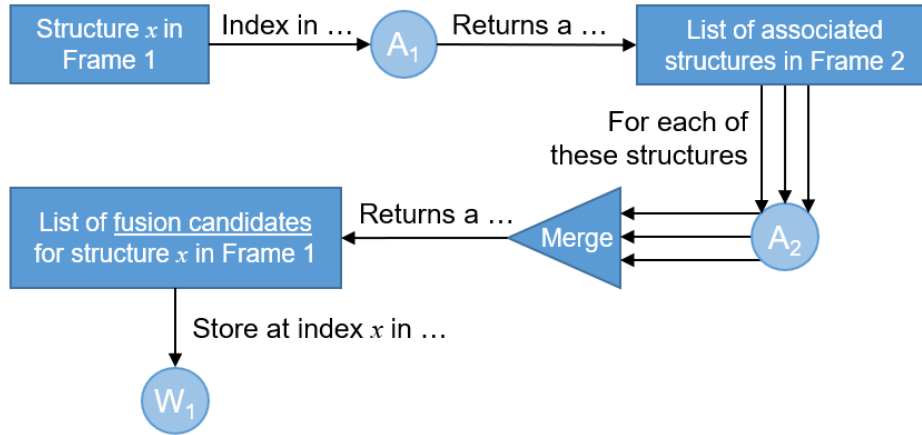 Structure x in
Frame 1
Index in …
A₁
Returns a …
List of associated
structures in Frame 2
For each of
these structures
A₂
Merge
Returns a …
List of fusion candidates
for structure x in Frame 1
Store at index x in …
W₁